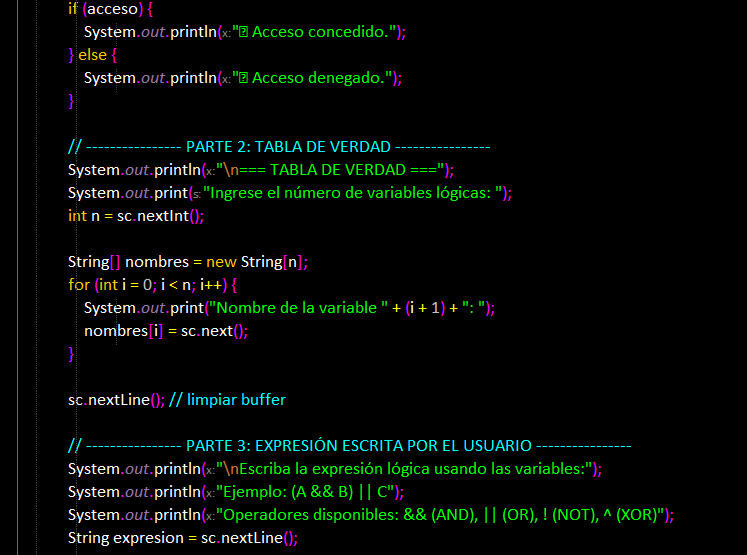 if (acceso) {
System.out.println(x:"⍰ Acceso concedido.");
} else {
System.out.println(x:"⍰ Acceso denegado.");
}
// ---------------- PARTE 2: TABLA DE VERDAD ----------------
System.out.println(x:"\n=== TABLA DE VERDAD ===");
System.out.print(s:"Ingrese el número de variables lógicas: ");
int n = sc.nextInt();
String[] nombres = new String[n];
for (int i = 0; i < n; i++) {
System.out.print("Nombre de la variable " + (i + 1) + ": ");
nombres[i] = sc.next();
}
sc.nextLine(); // limpiar buffer
// ---------------- PARTE 3: EXPRESIÓN ESCRITA POR EL USUARIO ----------------
System.out.println(x:"\nEscriba la expresión lógica usando las variables:");
System.out.println(x:"Ejemplo: (A && B) || C");
System.out.println(x:"Operadores disponibles: && (AND), || (OR), ! (NOT), ^ (XOR)");
String expresion = sc.nextLine();